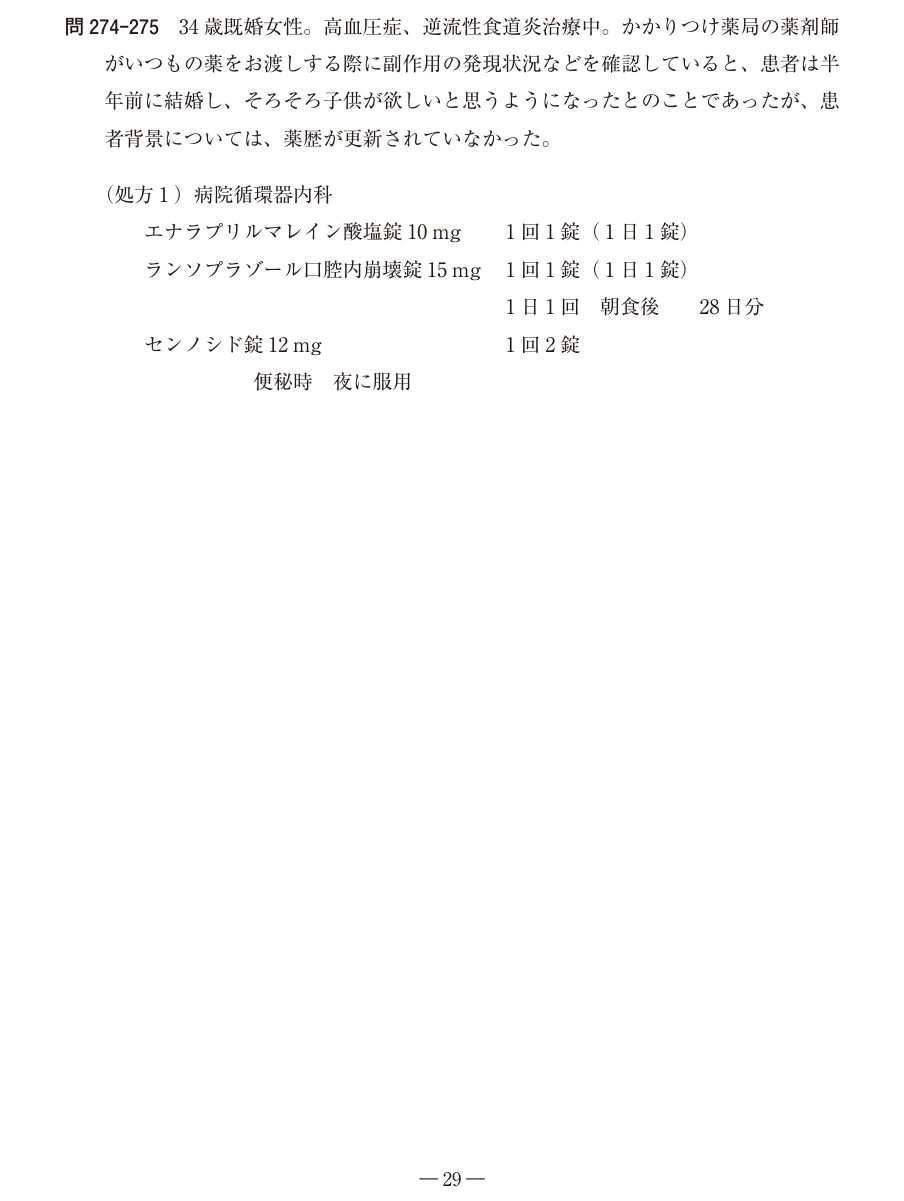 問 274-275　34 歳既婚女性。高血圧症、逆流性食道炎治療中。かかりつけ薬局の薬剤師
がいつもの薬をお渡しする際に副作用の発現状況などを確認していると、患者は半
年前に結婚し、そろそろ子供が欲しいと思うようになったとのことであったが、患
者背景については、薬歴が更新されていなかった。
（処方１）病院循環器内科
エナラプリルマレイン酸塩錠 10 mg　１回１錠（１日１錠）
ランソプラゾール口腔内崩壊錠 15 mg　１回１錠（１日１錠）
１日１回　朝食後　28 日分
センノシド錠 12 mg　１回２錠
便秘時　夜に服用
— 29 —